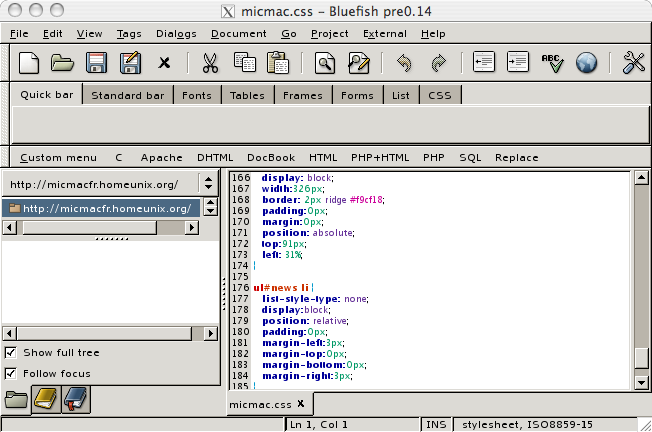 micmac.css – Bluefish pre0.14
File Edit View Tags Dialogs Document Go Project External Help
ABC
Quick bar Standard bar Fonts Tables Frames Forms List CSS
Custom menu C Apache DHTML DocBook HTML PHP+HTML PHP SQL Replace
http://micmacfr.homeunix.org/
http://micmacfr.homeunix.org/
Show full tree
Follow focus
166 display: block;
167 width:326px;
168 border: 2px ridge #f9cf18;
169 padding:0px;
170 margin:0px;
171 position: absolute;
172 top:91px;
173 left: 31%;
174 }
175
176 ul#news li {
177 list-style-type: none;
178 display:block;
179 position: relative;
180 padding:0px;
181 margin-left:3px;
182 margin-top:0px;
183 margin-bottom:0px;
184 margin-right:3px;
185 }
micmac.css X
Ln 1, Col 1 INS stylesheet, ISO8859-15